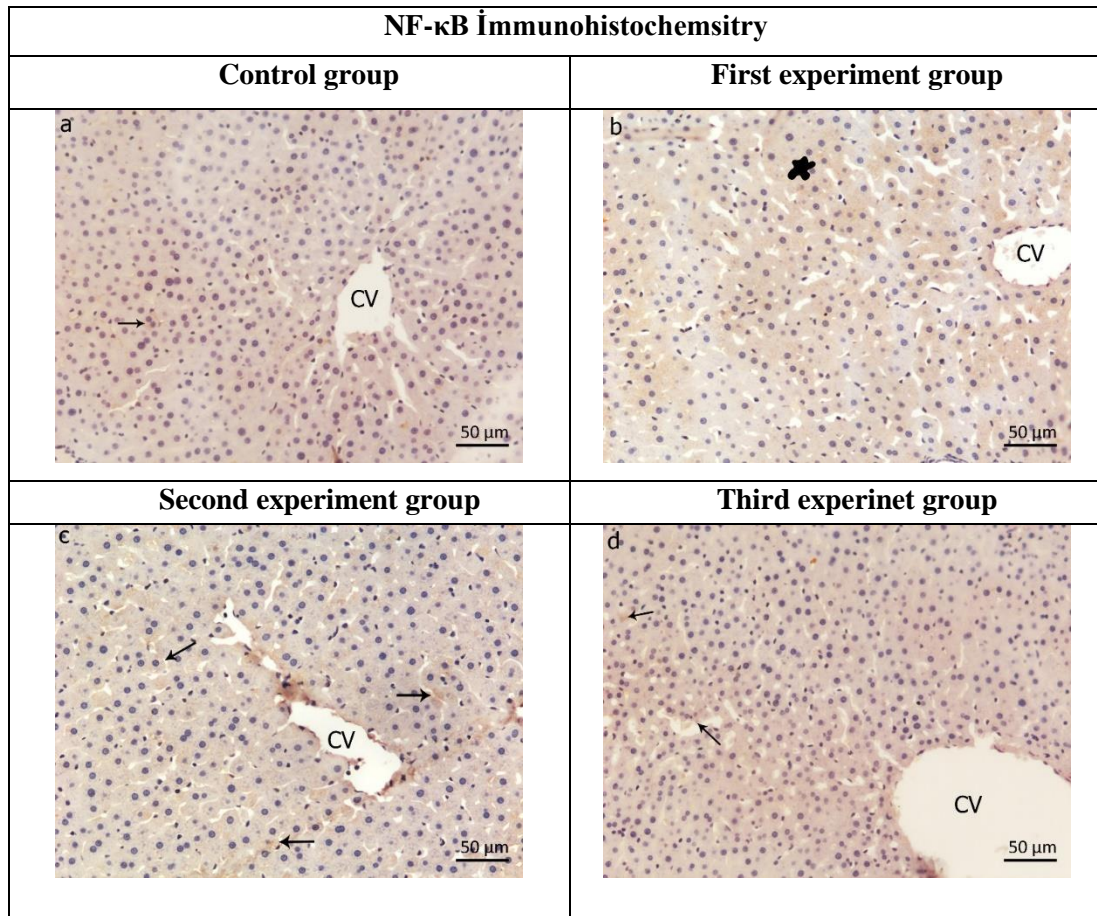 NF-κB İmmunohistochemsitry
Control group
First experiment group
a
CV
50 µm
b
CV
50 µm
Second experiment group
Third experinet group
c
CV
50 µm
d
CV
50 µm